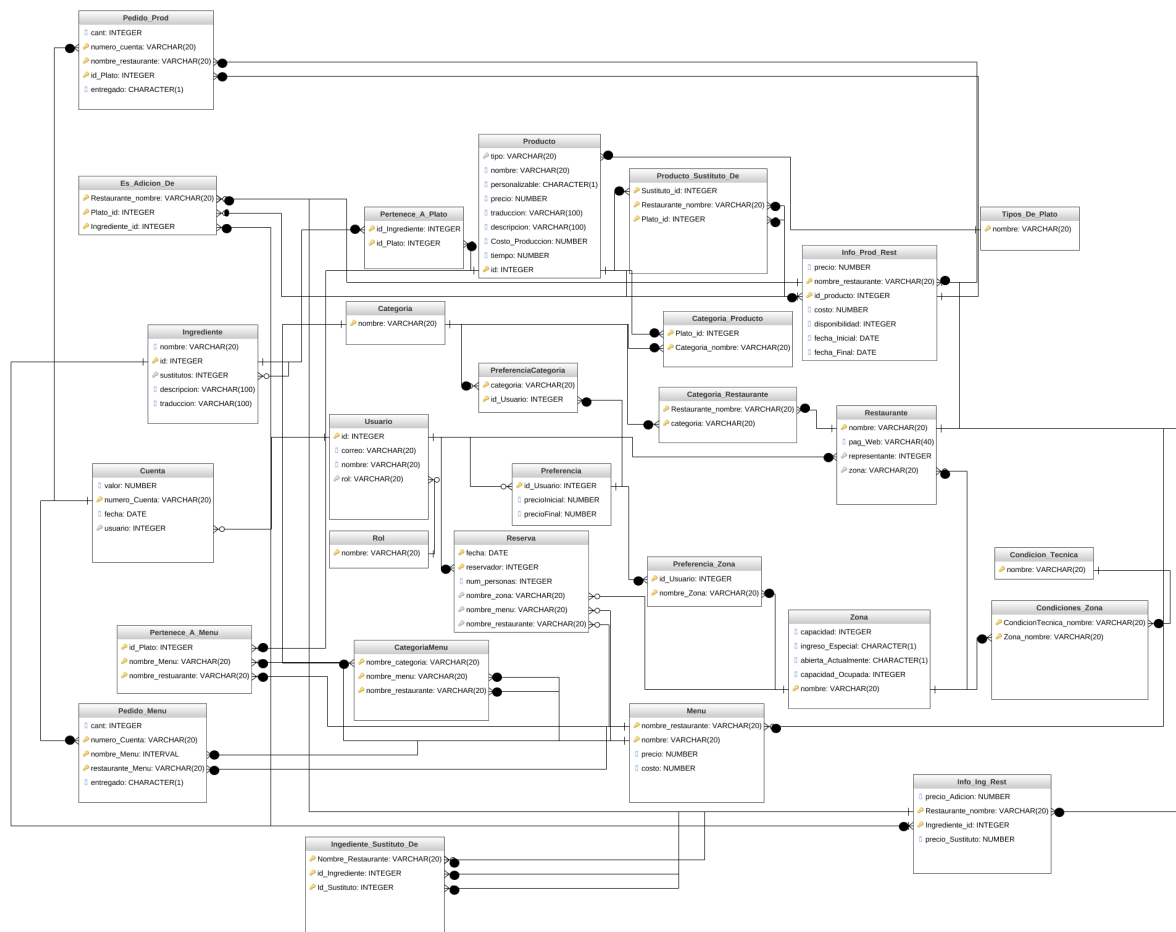 Pedido_Prod
cant: INTEGER
numero_cuenta: VARCHAR(20)
nombre_restaurante: VARCHAR(20)
id_Plato: INTEGER
entregado: CHARACTER(1)
Producto
tipo: VARCHAR(20)
nombre: VARCHAR(20)
personalizable: CHARACTER(1)
precio: NUMBER
traduccion: VARCHAR(100)
descripcion: VARCHAR(100)
Costo_Produccion: NUMBER
tiempo: NUMBER
id: INTEGER
Producto_Sustituto_De
Sustituto_id: INTEGER
Restaurante_nombre: VARCHAR(20)
Plato_id: INTEGER
Es_Adicion_De
Restaurante_nombre: VARCHAR(20)
Plato_id: INTEGER
Ingrediente_id: INTEGER
Pertenece_A_Plato
id_Ingrediente: INTEGER
id_Plato: INTEGER
Tipos_De_Plato
nombre: VARCHAR(20)
Info_Prod_Rest
precio: NUMBER
nombre_restaurante: VARCHAR(20)
id_producto: INTEGER
costo: NUMBER
disponibilidad: INTEGER
fecha_Inicial: DATE
fecha_Final: DATE
Categoria
nombre: VARCHAR(20)
Categoria_Producto
Plato_id: INTEGER
Categoria_nombre: VARCHAR(20)
Ingrediente
nombre: VARCHAR(20)
id: INTEGER
sustitutos: INTEGER
descripcion: VARCHAR(100)
traduccion: VARCHAR(100)
PreferenciaCategoria
categoria: VARCHAR(20)
id_Usuario: INTEGER
Categoria_Restaurante
Restaurante_nombre: VARCHAR(20)
categoria: VARCHAR(20)
Restaurante
nombre: VARCHAR(20)
pag_Web: VARCHAR(40)
representante: INTEGER
zona: VARCHAR(20)
Usuario
id: INTEGER
correo: VARCHAR(20)
nombre: VARCHAR(20)
rol: VARCHAR(20)
Cuenta
valor: NUMBER
numero_Cuenta: VARCHAR(20)
fecha: DATE
usuario: INTEGER
Preferencia
id_Usuario: INTEGER
precioInicial: NUMBER
precioFinal: NUMBER
Rol
nombre: VARCHAR(20)
Reserva
fecha: DATE
reservador: INTEGER
num_personas: INTEGER
nombre_zona: VARCHAR(20)
nombre_menu: VARCHAR(20)
nombre_restaurante: VARCHAR(20)
Preferencia_Zona
id_Usuario: INTEGER
nombre_Zona: VARCHAR(20)
Condicion_Tecnica
nombre: VARCHAR(20)
Condiciones_Zona
CondicionTecnica_nombre: VARCHAR(20)
Zona_nombre: VARCHAR(20)
Zona
capacidad: INTEGER
ingreso_Especial: CHARACTER(1)
abierta_Actualmente: CHARACTER(1)
capacidad_Ocupada: INTEGER
nombre: VARCHAR(20)
Pertenece_A_Menu
id_Plato: INTEGER
nombre_Menu: VARCHAR(20)
nombre_restuarante: VARCHAR(20)
CategoriaMenu
nombre_categoria: VARCHAR(20)
nombre_menu: VARCHAR(20)
nombre_restaurante: VARCHAR(20)
Pedido_Menu
cant: INTEGER
numero_Cuenta: VARCHAR(20)
nombre_Menu: INTERVAL
restaurante_Menu: VARCHAR(20)
entregado: CHARACTER(1)
Menu
nombre_restaurante: VARCHAR(20)
nombre: VARCHAR(20)
precio: NUMBER
costo: NUMBER
Info_Ing_Rest
precio_Adicion: NUMBER
Restaurante_nombre: VARCHAR(20)
Ingrediente_id: INTEGER
precio_Sustituto: NUMBER
Ingediente_Sustituto_De
Nombre_Restaurante: VARCHAR(20)
id_Ingrediente: INTEGER
Id_Sustituto: INTEGER